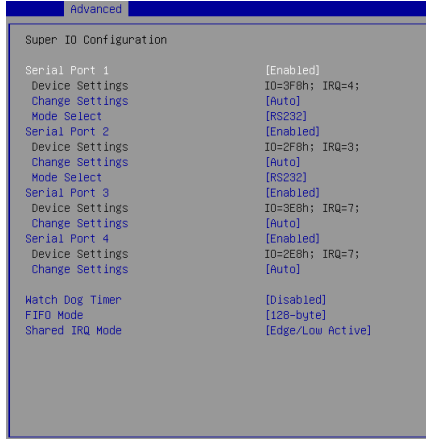 Advanced
Super IO Configuration
Serial Port 1 [Enabled]
Device Settings IO=3F8h; IRQ=4;
Change Settings [Auto]
Mode Select [RS232]
Serial Port 2 [Enabled]
Device Settings IO=2F8h; IRQ=3;
Change Settings [Auto]
Mode Select [RS232]
Serial Port 3 [Enabled]
Device Settings IO=3E8h; IRQ=7;
Change Settings [Auto]
Serial Port 4 [Enabled]
Device Settings IO=2E8h; IRQ=7;
Change Settings [Auto]
Watch Dog Timer [Disabled]
FIFO Mode [128-byte]
Shared IRQ Mode [Edge/Low Active]